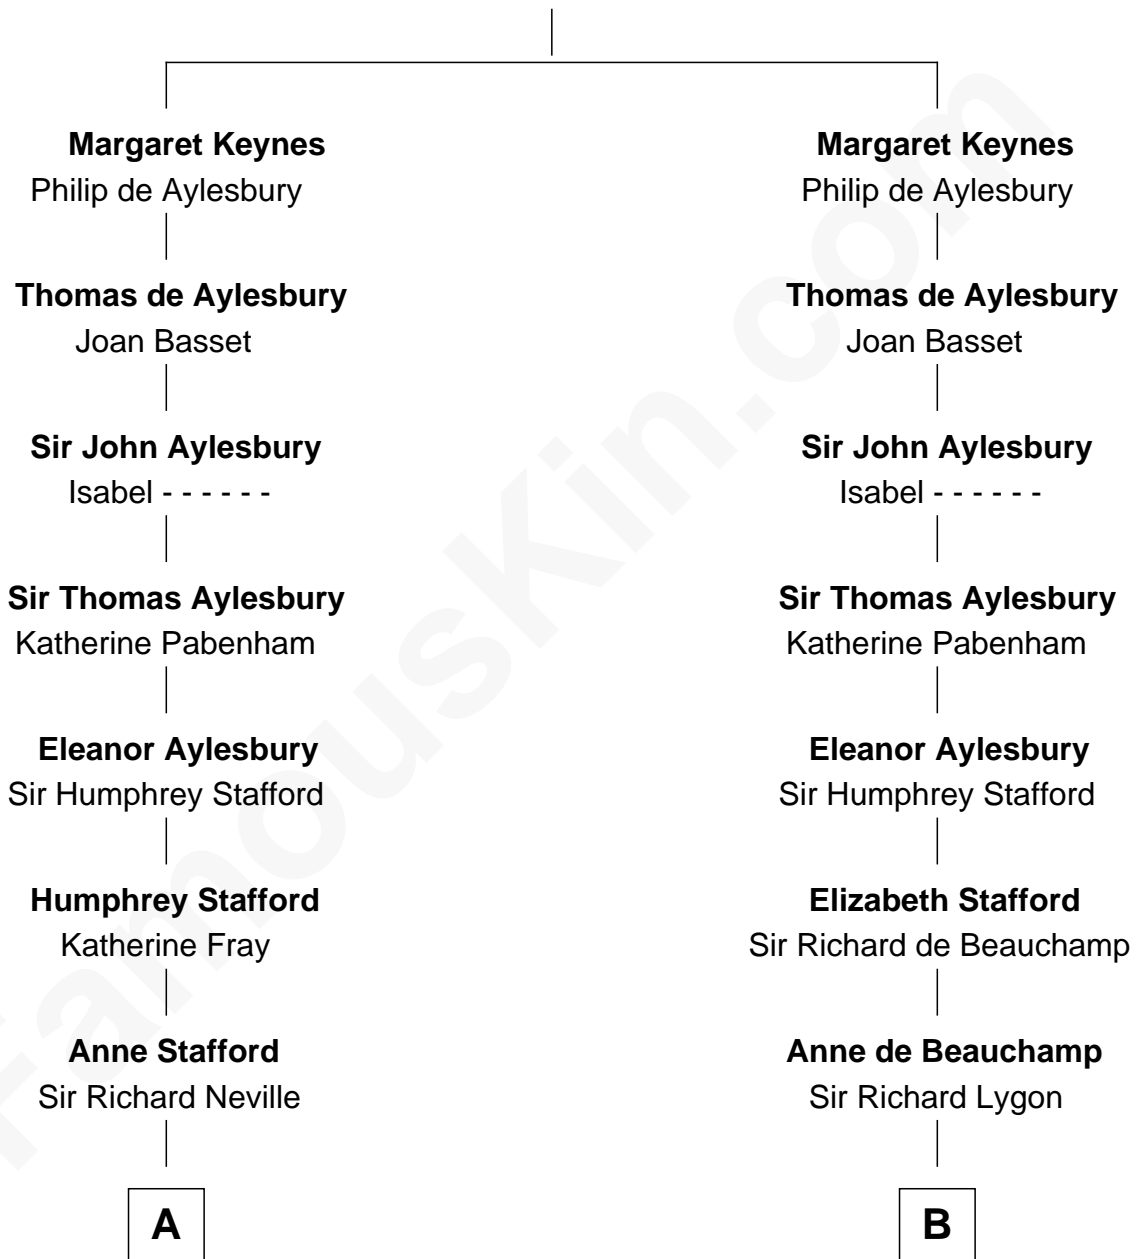 Margaret Keynes
Philip de Aylesbury
Thomas de Aylesbury
Joan Basset
Sir John Aylesbury
Isabel - - - - - -
Sir Thomas Aylesbury
Katherine Pabenham
Eleanor Aylesbury
Sir Humphrey Stafford
Humphrey Stafford
Katherine Fray
Anne Stafford
Sir Richard Neville
A
Margaret Keynes
Philip de Aylesbury
Thomas de Aylesbury
Joan Basset
Sir John Aylesbury
Isabel - - - - - -
Sir Thomas Aylesbury
Katherine Pabenham
Eleanor Aylesbury
Sir Humphrey Stafford
Elizabeth Stafford
Sir Richard de Beauchamp
Anne de Beauchamp
Sir Richard Lygon
B
FamousKin.com